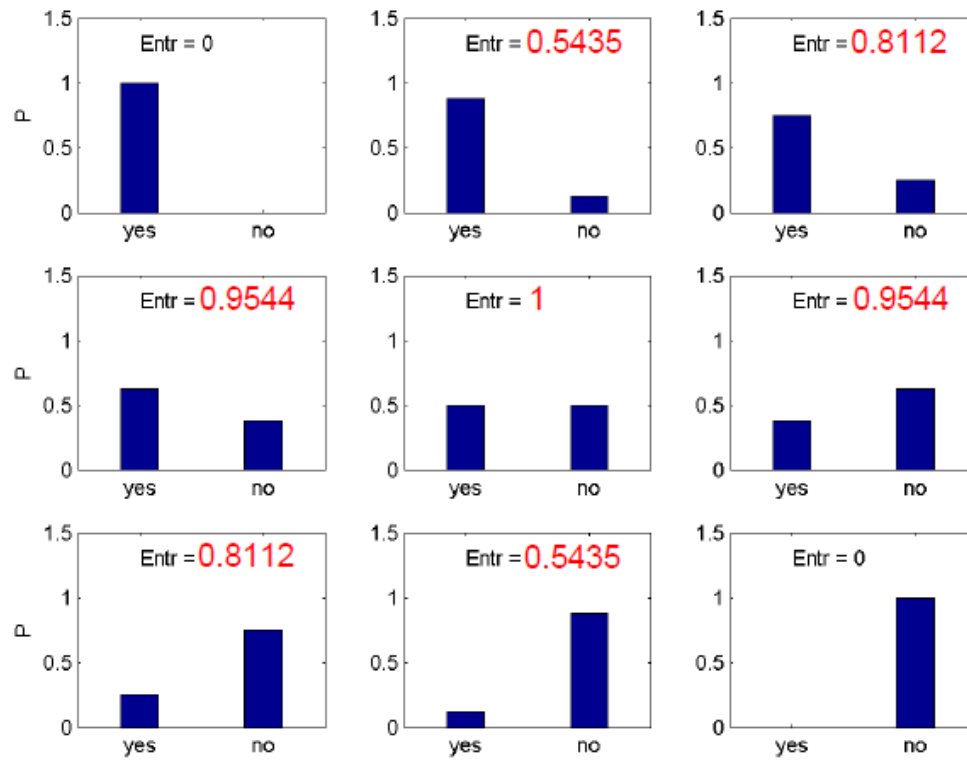 1.5
Entr = 0
1
P
0.5
0
yes no
1.5
Entr = 0.5435
1
0.5
0
yes no
1.5
Entr = 0.8112
1
0.5
0
yes no
1.5
Entr = 0.9544
1
P
0.5
0
yes no
1.5
Entr = 1
1
0.5
0
yes no
1.5
Entr = 0.9544
1
0.5
0
yes no
1.5
Entr = 0.8112
1
P
0.5
0
yes no
1.5
Entr = 0.5435
1
0.5
0
yes no
1.5
Entr = 0
1
0.5
0
yes no